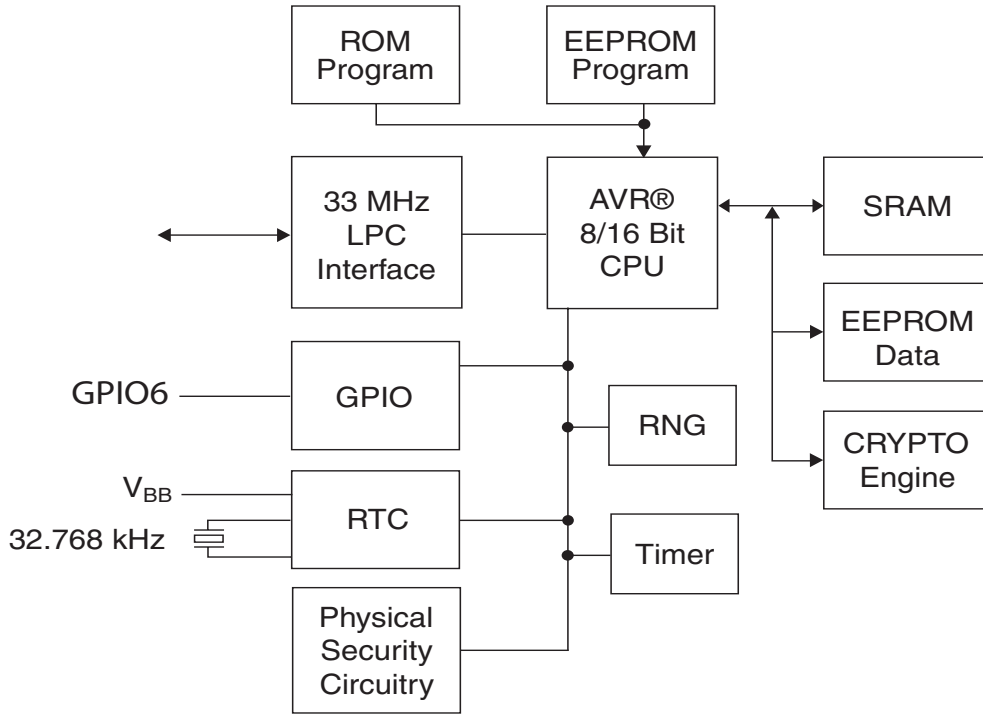 ROM
Program
EEPROM
Program
33 MHz
LPC
Interface
AVR®
8/16 Bit
CPU
SRAM
EEPROM
Data
GPIO6
GPIO
RNG
CRYPTO
Engine
VBB
32.768 kHz
RTC
Timer
Physical
Security
Circuitry